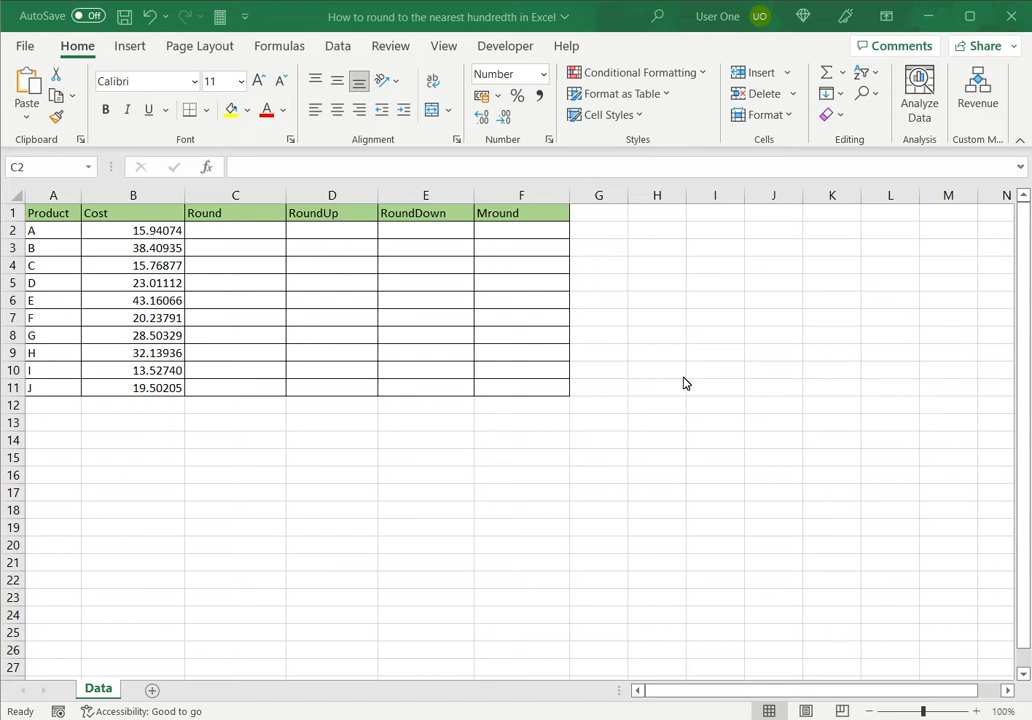 AutoSave Off How to round to the nearest hundredth in Excel User One UO
File Home Insert Page Layout Formulas Data Review View Developer Help Comments Share
Calibri 11 Number Conditional Formatting Insert
Paste Format as Table Delete Analyze Data Revenue
B I U Cell Styles Format
Clipboard Font Alignment Number Styles Cells Editing Analysis Custom M...
C2 fx
A B C D E F G H I J K L M N
1 Product Cost Round RoundUp RoundDown Mround
2 A 15.94074
3 B 38.40935
4 C 15.76877
5 D 23.01112
6 E 43.16066
7 F 20.23791
8 G 28.50329
9 H 32.13936
10 I 13.52740
11 J 19.50205
12
13
14
15
16
17
18
19
20
21
22
23
24
25
26
27
Data
Ready Accessibility: Good to go 100%